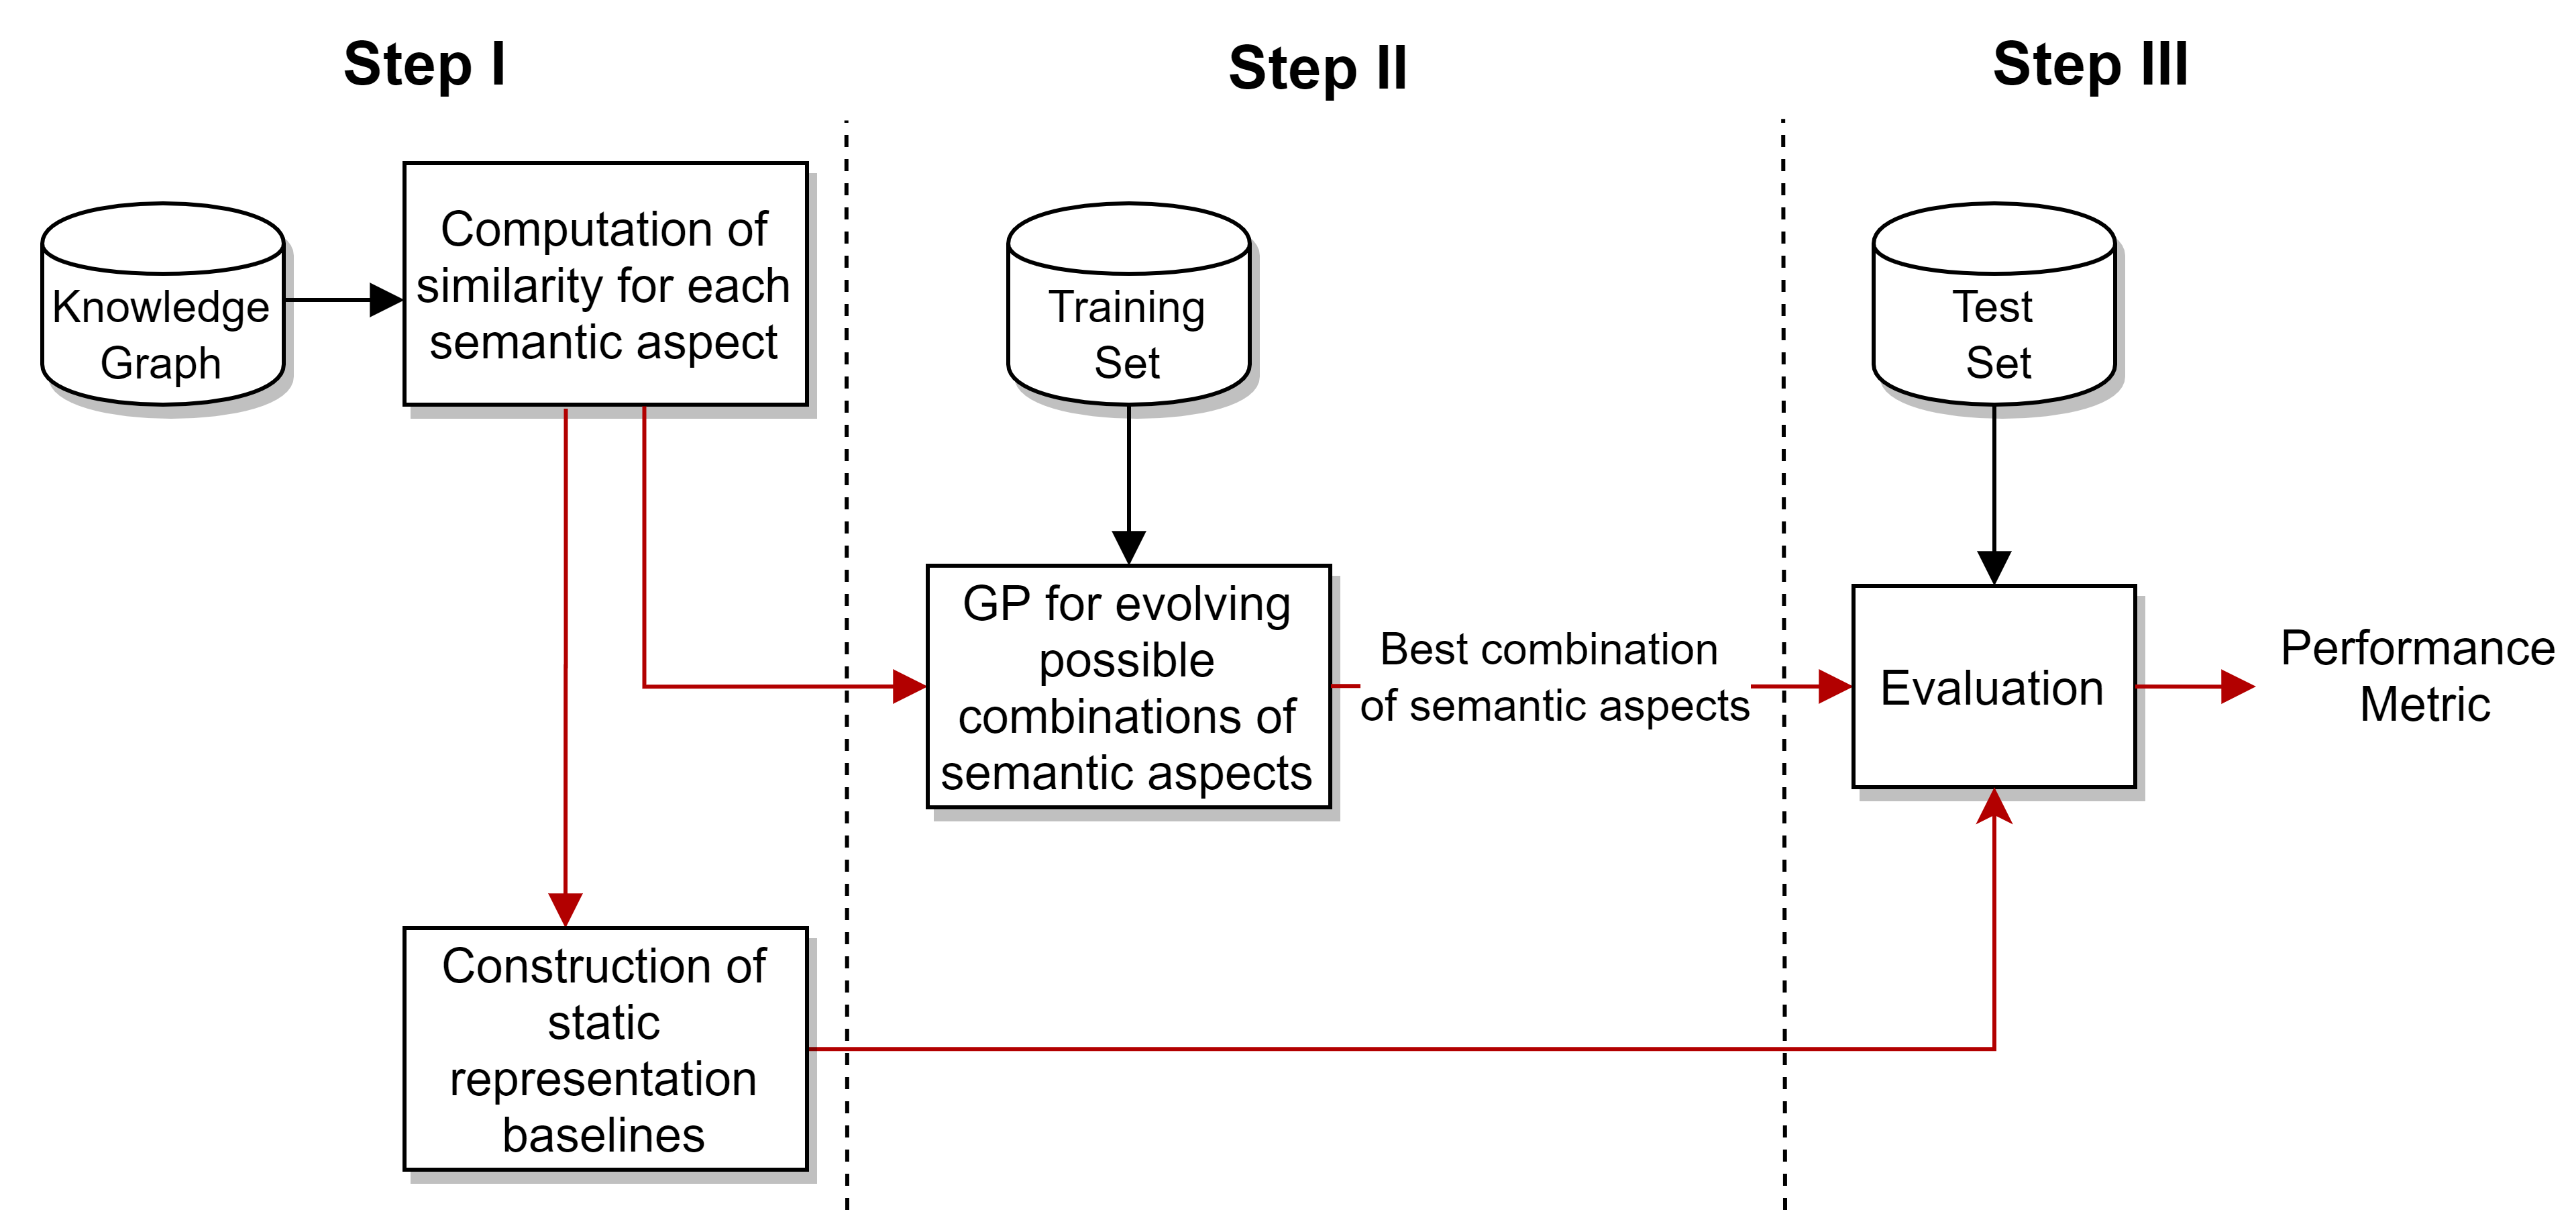 Step I
Step II
Step III
Knowledge
Graph
Computation of
similarity for each
semantic aspect
Training
Set
Test
Set
GP for evolving
possible
combinations of
semantic aspects
Best combination
of semantic aspects
Evaluation
Performance
Metric
Construction of
static
representation
baselines